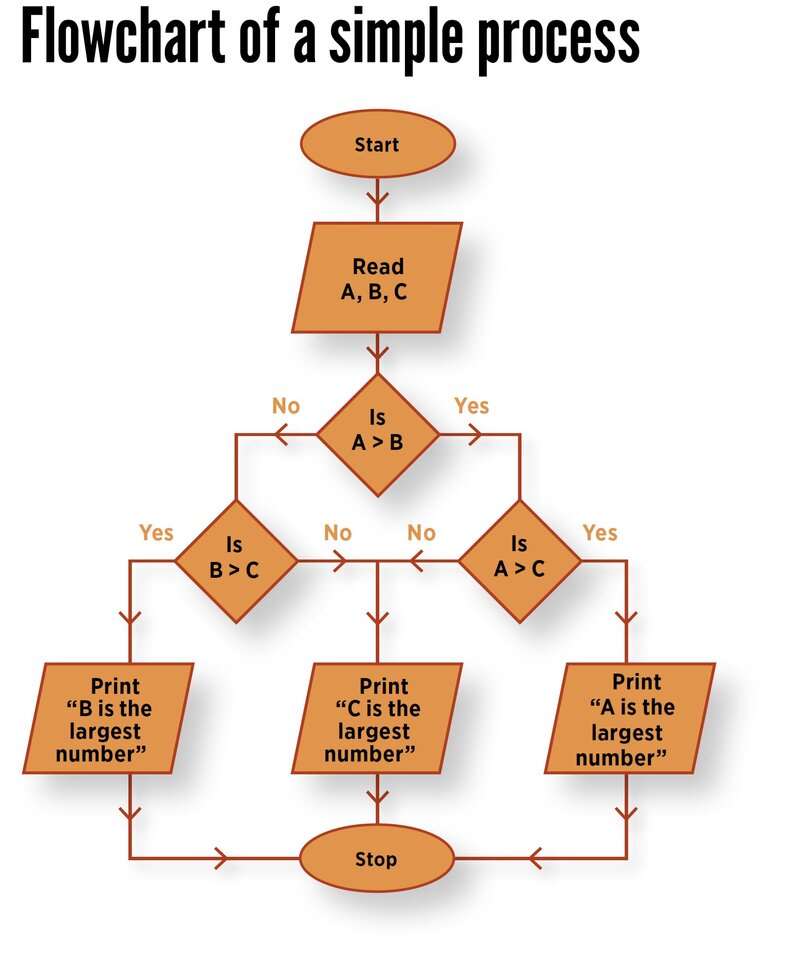 Flowchart of a simple process
Start
Read
A, B, C
Is
A > B
No
Yes
Is
B > C
Yes
No
Is
A > C
No
Yes
Print
“B is the
largest
number”
Print
“C is the
largest
number”
Print
“A is the
largest
number”
Stop